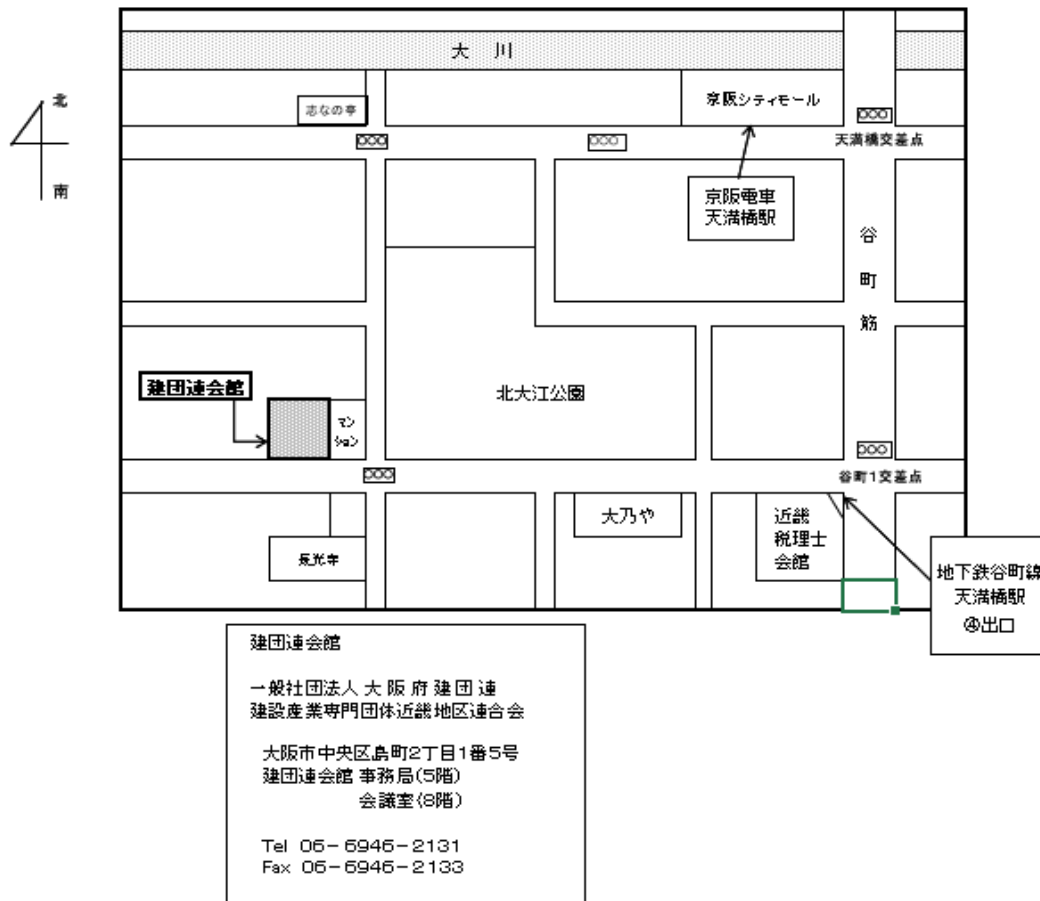 大 川
北
志なの亭
京阪シティモール
天満橋交差点
南
京阪電車
天満橋駅
谷
町
筋
建団連会館
北大江公園
マン
ション
谷町1交差点
大乃や
近畿
税理士
会館
長光寺
地下鉄谷町線
天満橋駅
④出口
建団連会館
一般社団法人 大 阪 府 建 団 連
建設産業専門団体近畿地区連合会
大阪市中央区島町2丁目1番5号
建団連会館 事務局(5階)
会議室(8階)
Tel 06-6946-2131
Fax 06-6946-2133